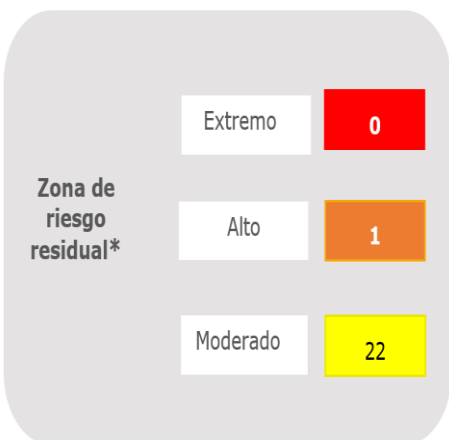 Zona de
riesgo
residual*
Extremo
0
Alto
1
Moderado
22